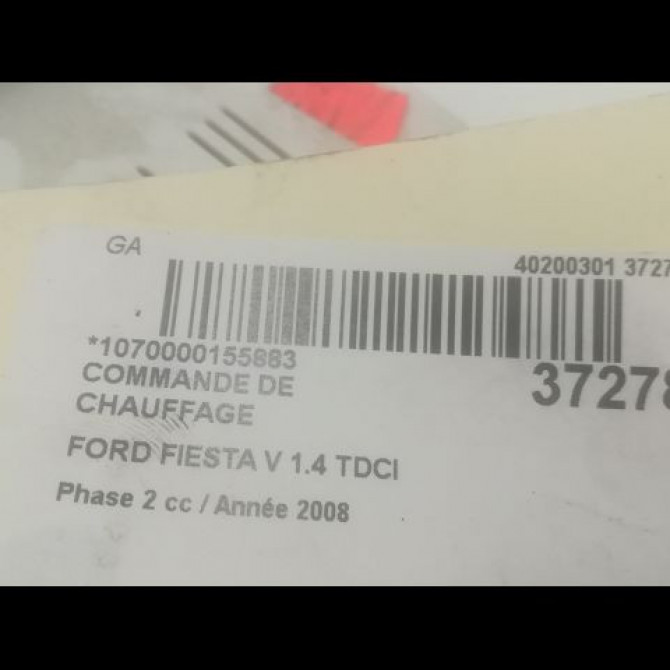 GA
40200301 3727
*1070000155883
37278
COMMANDE DE
CHAUFFAGE
FORD FIESTA V 1.4 TDCI
Phase 2 cc / Année 2008